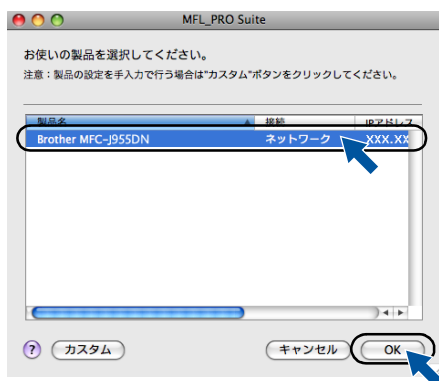 MFL_PRO Suite
お使いの製品を選択してください。
注意：製品の設定を手入力で行う場合は"カスタム"ボタンをクリックしてください。
製品名 接続 IPアドレス
Brother MFC-J955DN ネットワーク XXX.XX
? カスタム キャンセル OK